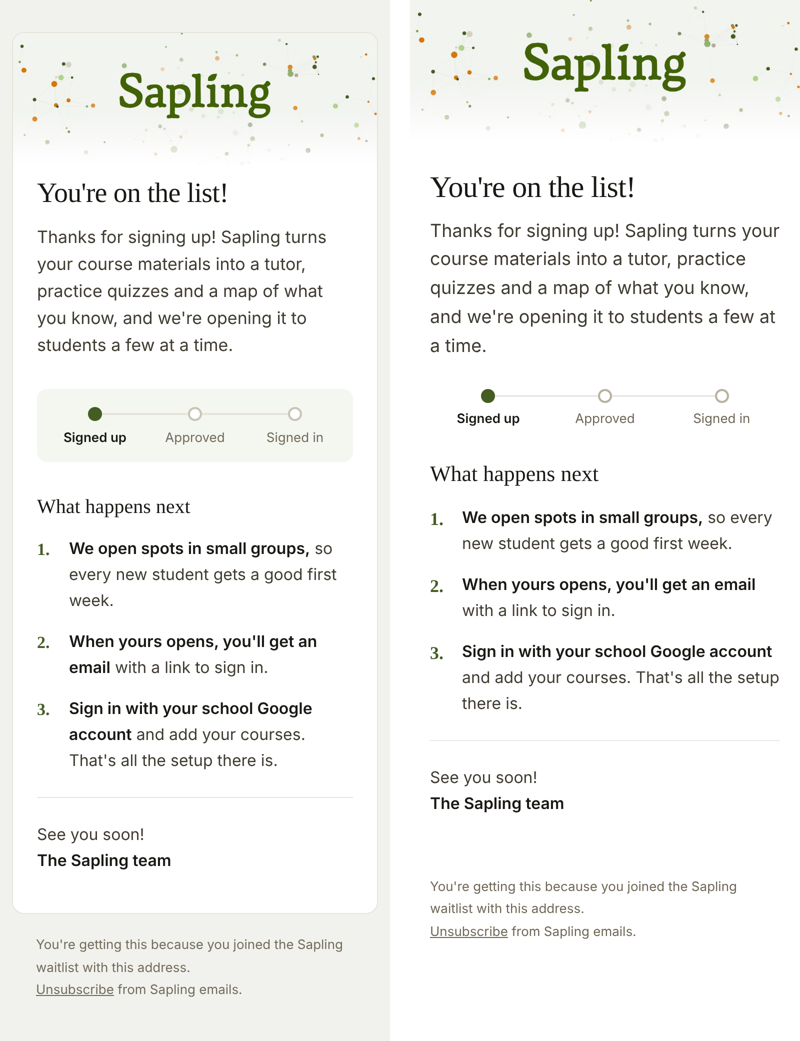 Sapling
You're on the list!
Thanks for signing up! Sapling turns
your course materials into a tutor,
practice quizzes and a map of what
you know, and we're opening it to
students a few at a time.
Signed up
Approved
Signed in
What happens next
1. We open spots in small groups, so
every new student gets a good first
week.
2. When yours opens, you'll get an
email with a link to sign in.
3. Sign in with your school Google
account and add your courses.
That's all the setup there is.
See you soon!
The Sapling team
You're getting this because you joined the Sapling
waitlist with this address.
Unsubscribe from Sapling emails.
Sapling
You're on the list!
Thanks for signing up! Sapling turns your
course materials into a tutor, practice
quizzes and a map of what you know,
and we're opening it to students a few at
a time.
Signed up
Approved
Signed in
What happens next
1. We open spots in small groups, so every
new student gets a good first week.
2. When yours opens, you'll get an email
with a link to sign in.
3. Sign in with your school Google account
and add your courses. That's all the setup
there is.
See you soon!
The Sapling team
You're getting this because you joined the Sapling
waitlist with this address.
Unsubscribe from Sapling emails.